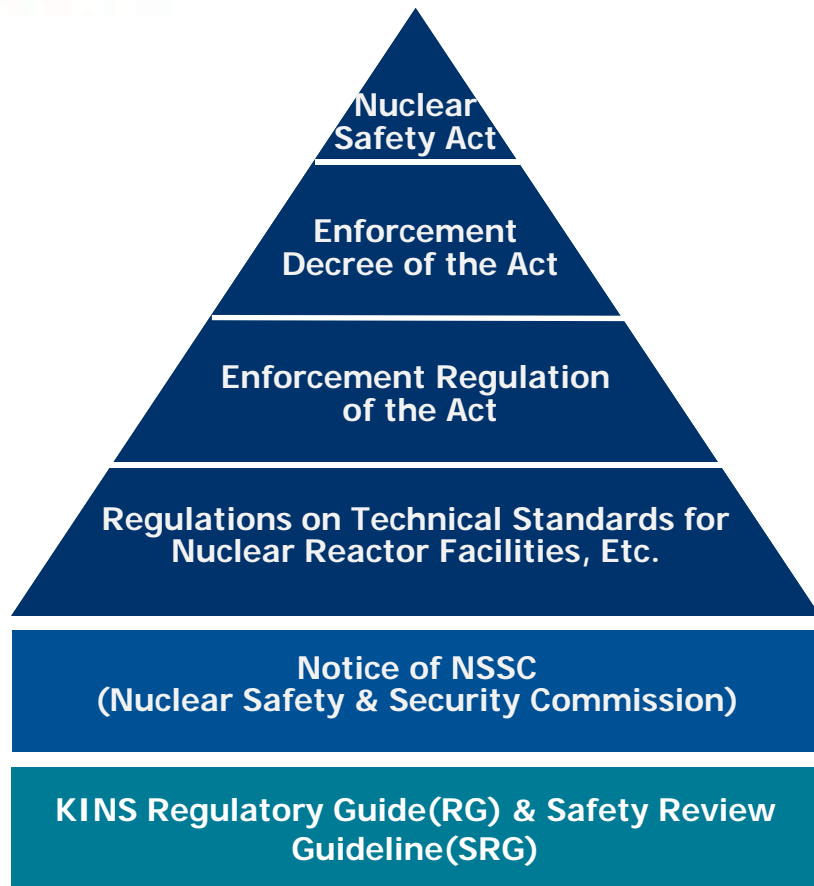 Nuclear
Safety Act
Enforcement
Decree of the Act
Enforcement Regulation
of the Act
Regulations on Technical Standards for
Nuclear Reactor Facilities, Etc.
Notice of NSSC
(Nuclear Safety & Security Commission)
KINS Regulatory Guide(RG) & Safety Review
Guideline(SRG)